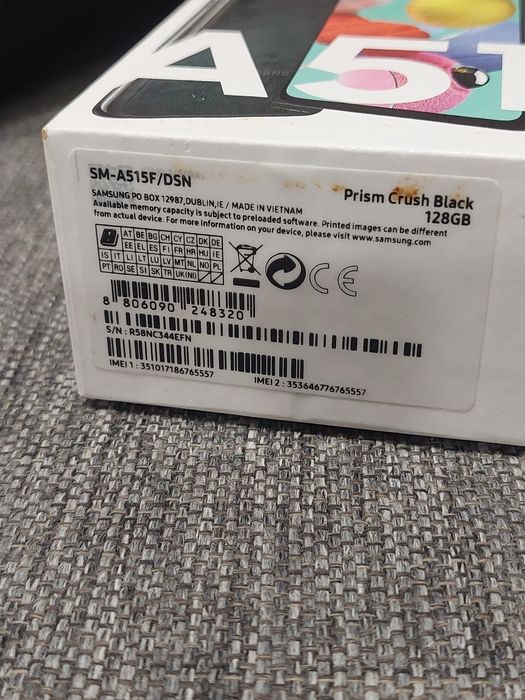 A51
SM-A515F/DSN
Prism Crush Black
128GB
SAMSUNG PO BOX 12987,DUBLIN,IE / MADE IN VIETNAM
Available memory capacity is subject to preloaded software. Printed images can be different
from actual device. For more information on device, please visit www.samsung.com
AT BE BG CH CY CZ DK DE
EE EL ES FI FR HR HU IE
IS IT LI LT LU LV MT NL NO PL
PT RO SE SI SK TR UK(NI)
CE
8 806090 248320
S/N : R58NC344EFN
IMEI 1 : 351017186765557
IMEI 2 : 353646776765557